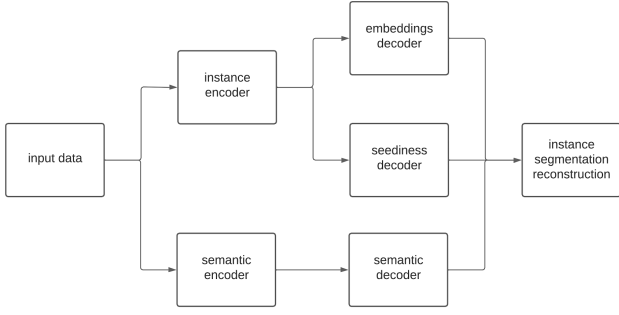 embeddings
decoder
instance
encoder
input data
seediness
decoder
instance
segmentation
reconstruction
semantic
encoder
semantic
decoder